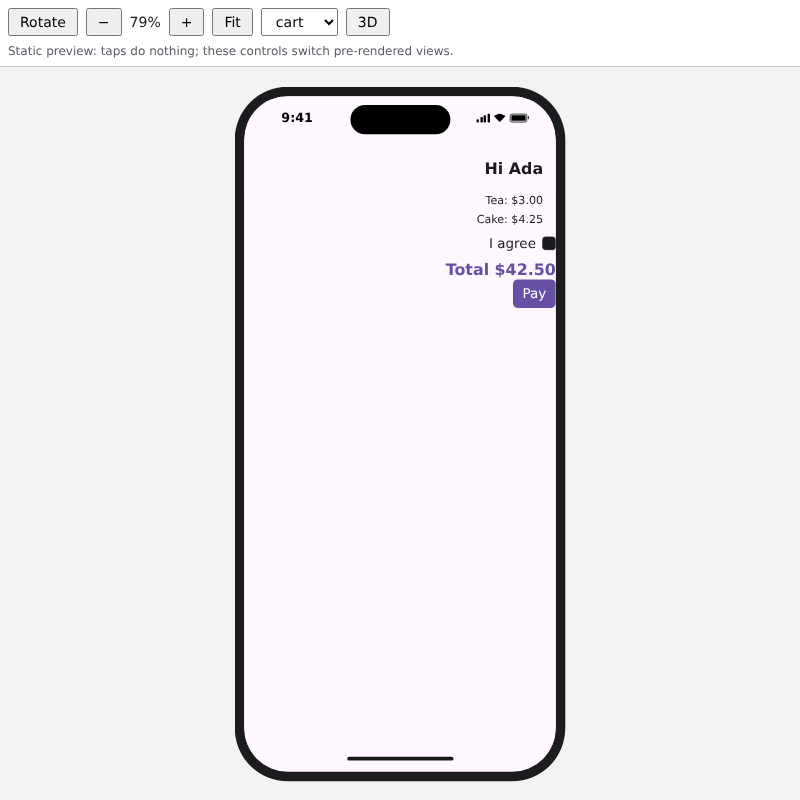 Rotate − 79% + Fit cart 3D
Static preview: taps do nothing; these controls switch pre-rendered views.
9:41
Hi Ada
Tea: $3.00
Cake: $4.25
I agree
Total $42.50
Pay